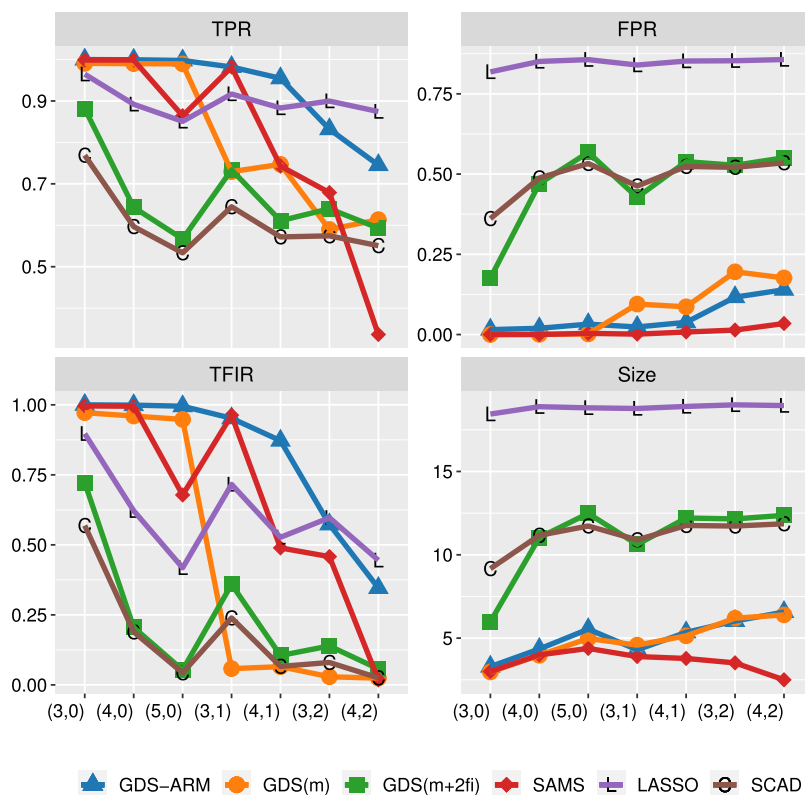 TPR
FPR
0.9
0.7
0.5
0.75
0.50
0.25
0.00
TFIR
Size
1.00
0.75
0.50
0.25
0.00
15
10
5
(3,0) (4,0) (5,0) (3,1) (4,1) (3,2) (4,2)
(3,0) (4,0) (5,0) (3,1) (4,1) (3,2) (4,2)
GDS−ARM GDS(m) GDS(m+2fi) SAMS L LASSO C SCAD